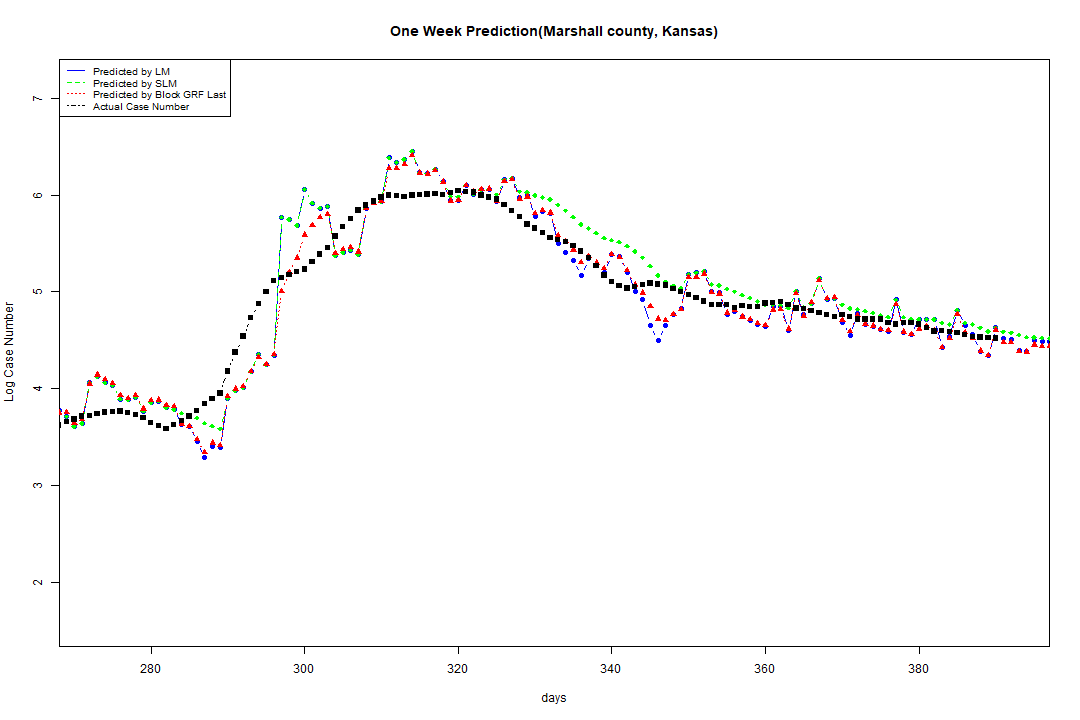 One Week Prediction(Marshall county, Kansas)
Predicted by LM
Predicted by SLM
Predicted by Block GRF Last
Actual Case Number
7
6
5
4
3
2
Log Case Number
280 300 320 340 360 380
days